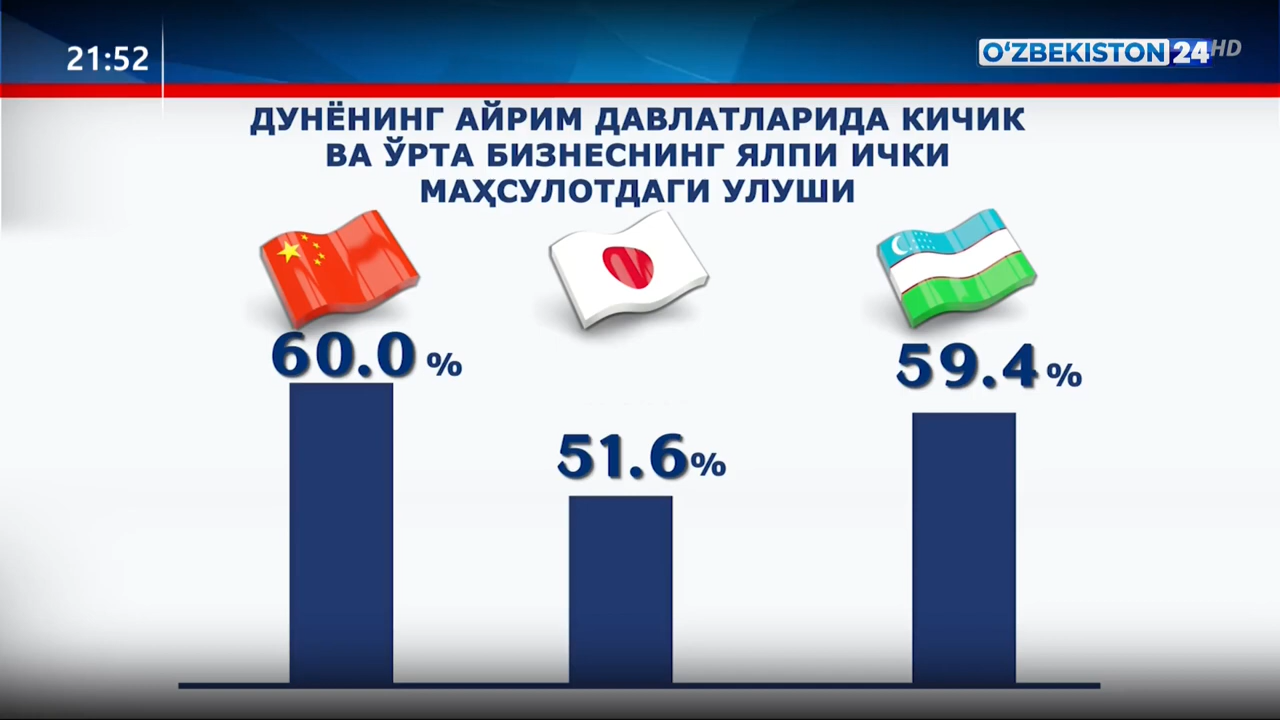 21:52
O‘ZBEKISTON 24 HD
ДУНЁНИНГ АЙРИМ ДАВЛАТЛАРИДА КИЧИК
ВА ЎРТА БИЗНЕСНИНГ ЯЛПИ ИЧКИ
МАҲСУЛОТДАГИ УЛУШИ
60.0 %
51.6%
59.4 %